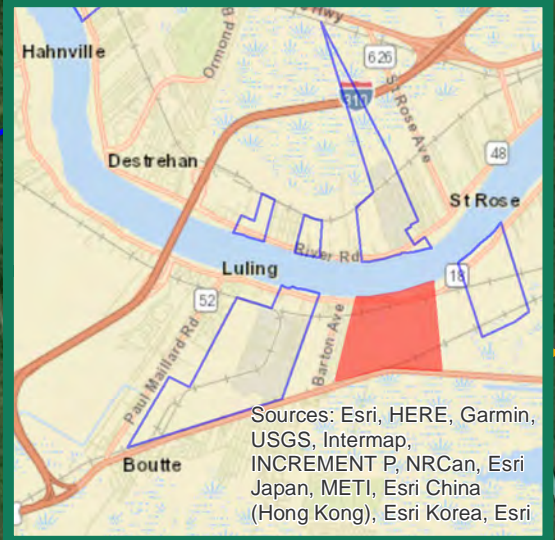 Hwy
Hahnville
Ormond B
626
310
St Rose Ave
48
Destrehan
St Rose
River Rd
Luling
18
52
Barton Ave
Paul Maillard Rd
Boutte
Sources: Esri, HERE, Garmin,
USGS, Intermap,
INCREMENT P, NRCan, Esri
Japan, METI, Esri China
(Hong Kong), Esri Korea, Esri